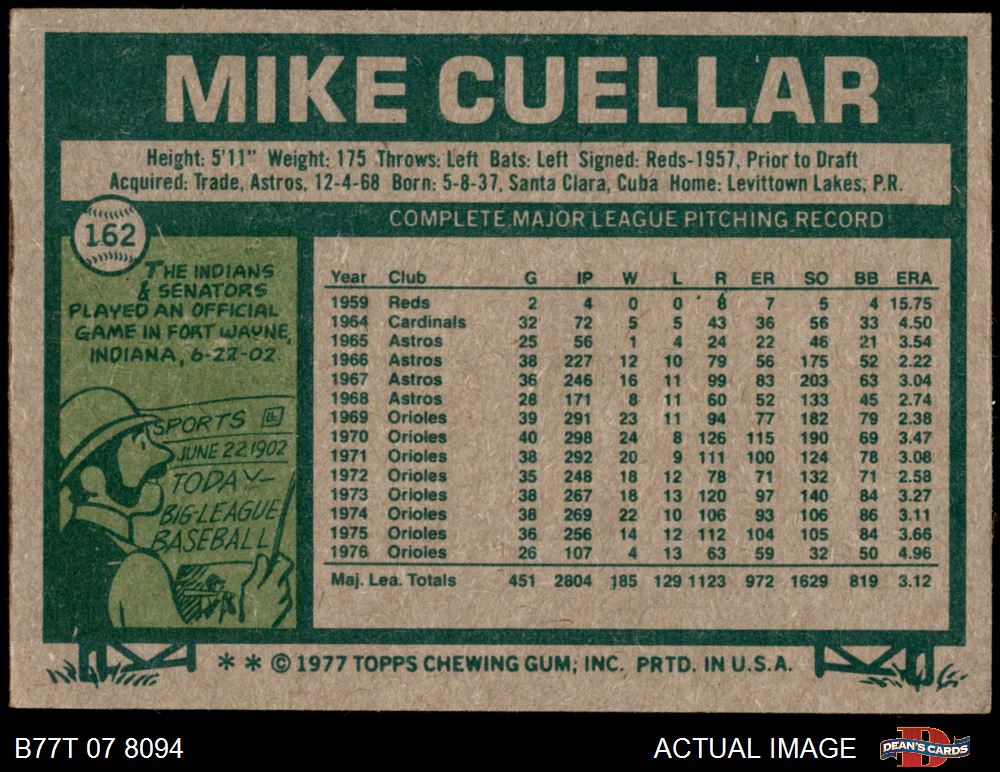 MIKE CUELLAR
Height: 5'11" Weight: 175 Throws: Left Bats: Left Signed: Reds-1957, Prior to Draft
Acquired: Trade, Astros, 12-4-68 Born: 5-8-37, Santa Clara, Cuba Home: Levittown Lakes, P.R.
COMPLETE MAJOR LEAGUE PITCHING RECORD
162
THE INDIANS
& SENATORS
PLAYED AN OFFICIAL
GAME IN FORT WAYNE,
INDIANA, 6-22-02.
SPORTS
JUNE 22, 1902
TODAY—
BIG-LEAGUE
BASEBALL
Year Club G IP W L R ER SO BB ERA
1959 Reds 2 4 0 0 8 7 5 4 15.75
1964 Cardinals 32 72 5 5 43 36 56 33 4.50
1965 Astros 25 56 1 4 24 22 46 21 3.54
1966 Astros 38 227 12 10 79 56 175 52 2.22
1967 Astros 36 246 16 11 99 83 203 63 3.04
1968 Astros 28 171 8 11 60 52 133 45 2.74
1969 Orioles 39 291 23 11 94 77 182 79 2.38
1970 Orioles 40 298 24 8 126 115 190 69 3.47
1971 Orioles 38 292 20 9 111 100 124 78 3.08
1972 Orioles 35 248 18 12 78 71 132 71 2.58
1973 Orioles 38 267 18 13 120 97 140 84 3.27
1974 Orioles 38 269 22 10 106 93 106 86 3.11
1975 Orioles 36 256 14 12 112 104 105 84 3.66
1976 Orioles 26 107 4 13 63 59 32 50 4.96
Maj. Lea. Totals 451 2804 185 129 1123 972 1629 819 3.12
* * © 1977 TOPPS CHEWING GUM, INC. PRTD. IN U.S.A.
B77T 07 8094
ACTUAL IMAGE
DEAN'S CARDS